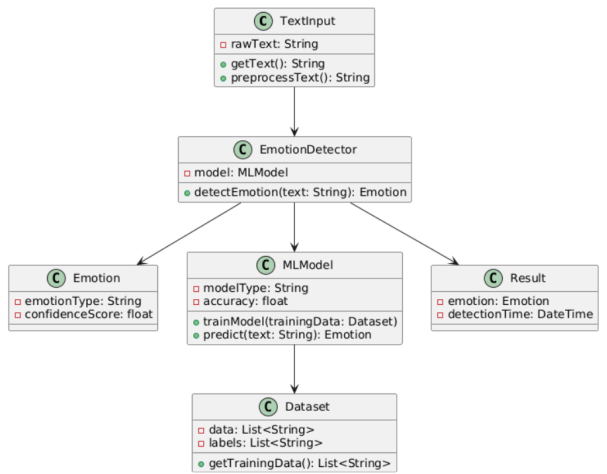 C TextInput
rawText: String
getText(): String
preprocessText(): String
C EmotionDetector
model: MLModel
detectEmotion(text: String): Emotion
C Emotion
emotionType: String
confidenceScore: float
C MLModel
modelType: String
accuracy: float
trainModel(trainingData: Dataset)
predict(text: String): Emotion
C Result
emotion: Emotion
detectionTime: DateTime
C Dataset
data: List<String>
labels: List<String>
getTrainingData(): List<String>